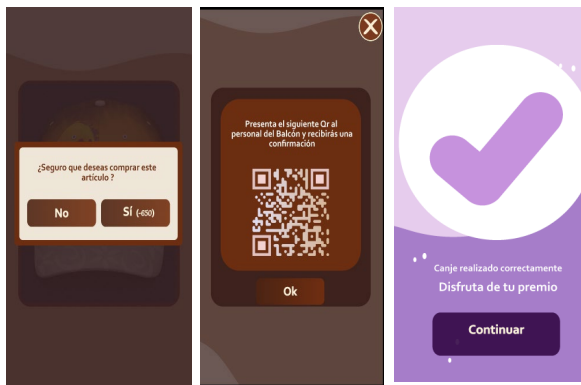 ¿Seguro que deseas comprar este
artículo ?
No
Sí (-650)
X
Presenta el siguiente Qr al
personal del Balcón y recibirás una
confirmación
Ok
Canje realizado correctamente
Disfruta de tu premio
Continuar